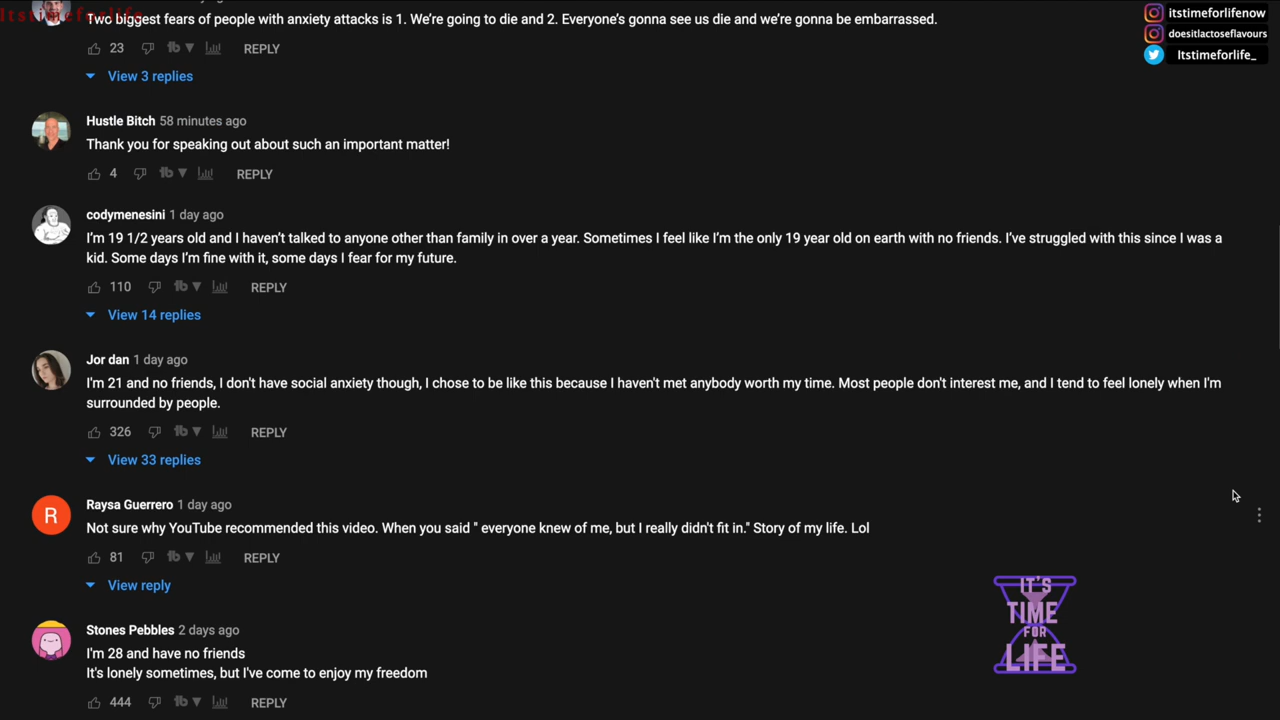 Itstimeforlife
itstimeforlifenow
Two biggest fears of people with anxiety attacks is 1. We're going to die and 2. Everyone's gonna see us die and we're gonna be embarrassed.
doesitlactoseflavours
23 REPLY
Itstimeforlife_
View 3 replies
Hustle Bitch 58 minutes ago
Thank you for speaking out about such an important matter!
4 REPLY
codymenesini 1 day ago
I'm 19 1/2 years old and I haven't talked to anyone other than family in over a year. Sometimes I feel like I'm the only 19 year old on earth with no friends. I've struggled with this since I was a
kid. Some days I'm fine with it, some days I fear for my future.
110 REPLY
View 14 replies
Jor dan 1 day ago
I'm 21 and no friends, I don't have social anxiety though, I chose to be like this because I haven't met anybody worth my time. Most people don't interest me, and I tend to feel lonely when I'm
surrounded by people.
326 REPLY
View 33 replies
R
Raysa Guerrero 1 day ago
Not sure why YouTube recommended this video. When you said " everyone knew of me, but I really didn't fit in." Story of my life. Lol
81 REPLY
View reply
IT'S
TIME
FOR
LIFE
Stones Pebbles 2 days ago
I'm 28 and have no friends
It's lonely sometimes, but I've come to enjoy my freedom
444 REPLY